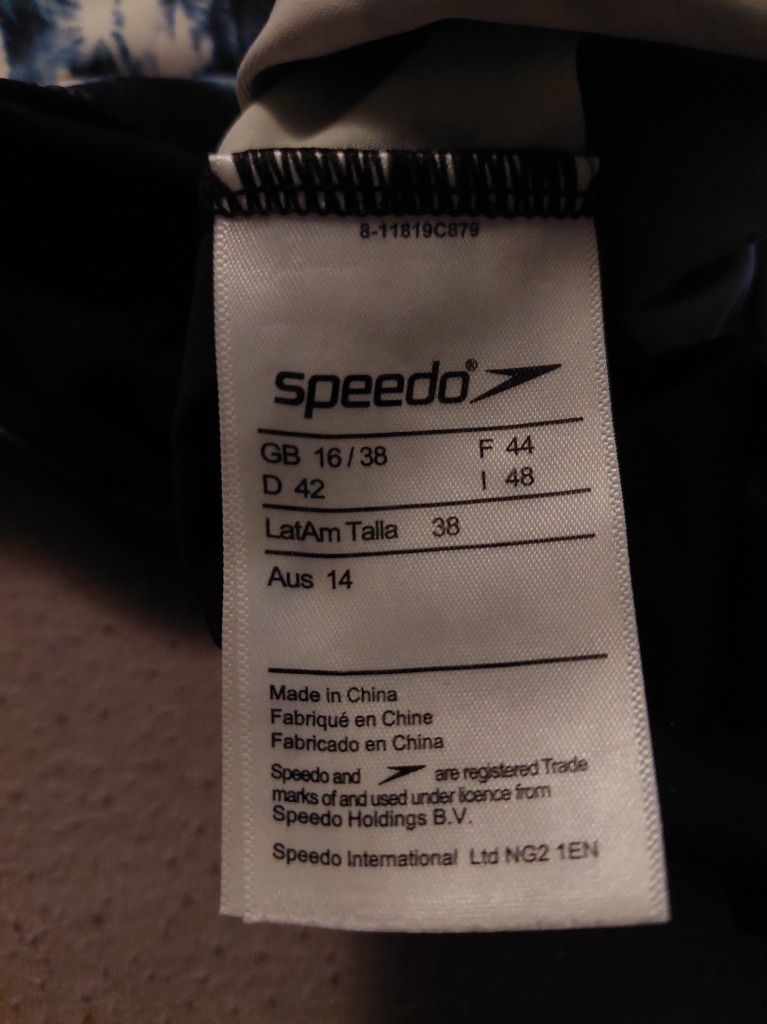 8-11819C879
speedo®
GB 16/38 F 44
D 42 I 48
LatAm Talla 38
Aus 14
Made in China
Fabriqué en Chine
Fabricado en China
Speedo and are registered Trade
marks of and used under licence from
Speedo Holdings B.V.
Speedo International Ltd NG2 1EN